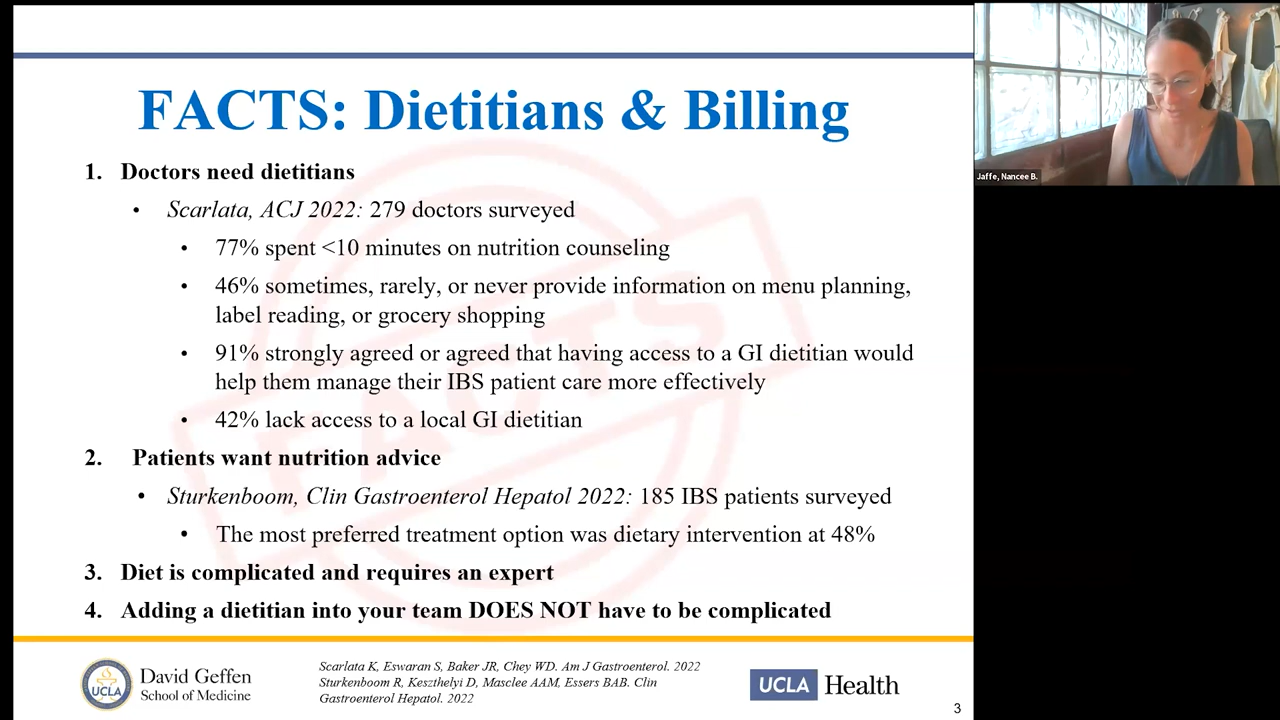 FACTS: Dietitians & Billing
1. Doctors need dietitians
• Scarlata, ACJ 2022: 279 doctors surveyed
• 77% spent <10 minutes on nutrition counseling
• 46% sometimes, rarely, or never provide information on menu planning,
label reading, or grocery shopping
• 91% strongly agreed or agreed that having access to a GI dietitian would
help them manage their IBS patient care more effectively
• 42% lack access to a local GI dietitian
2. Patients want nutrition advice
• Sturkenboom, Clin Gastroenterol Hepatol 2022: 185 IBS patients surveyed
• The most preferred treatment option was dietary intervention at 48%
3. Diet is complicated and requires an expert
4. Adding a dietitian into your team DOES NOT have to be complicated
FACTS
UCLA
David Geffen
School of Medicine
Scarlata K, Eswaran S, Baker JR, Chey WD. Am J Gastroenterol. 2022
Sturkenboom R, Keszthelyi D, Masclee AAM, Essers BAB. Clin
Gastroenterol Hepatol. 2022
UCLA Health
3
Jaffe, Nancee B.